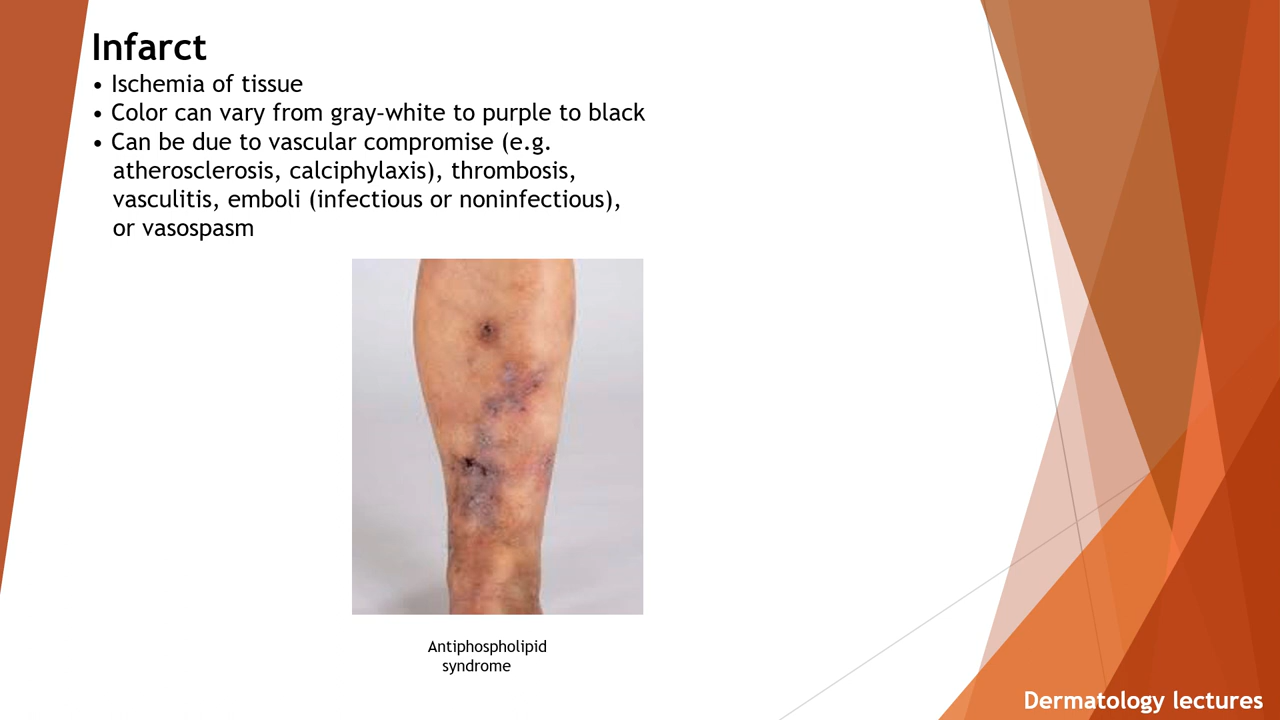 Infarct
• Ischemia of tissue
• Color can vary from gray-white to purple to black
• Can be due to vascular compromise (e.g.
atherosclerosis, calciphylaxis), thrombosis,
vasculitis, emboli (infectious or noninfectious),
or vasospasm
Antiphospholipid
syndrome
Dermatology lectures